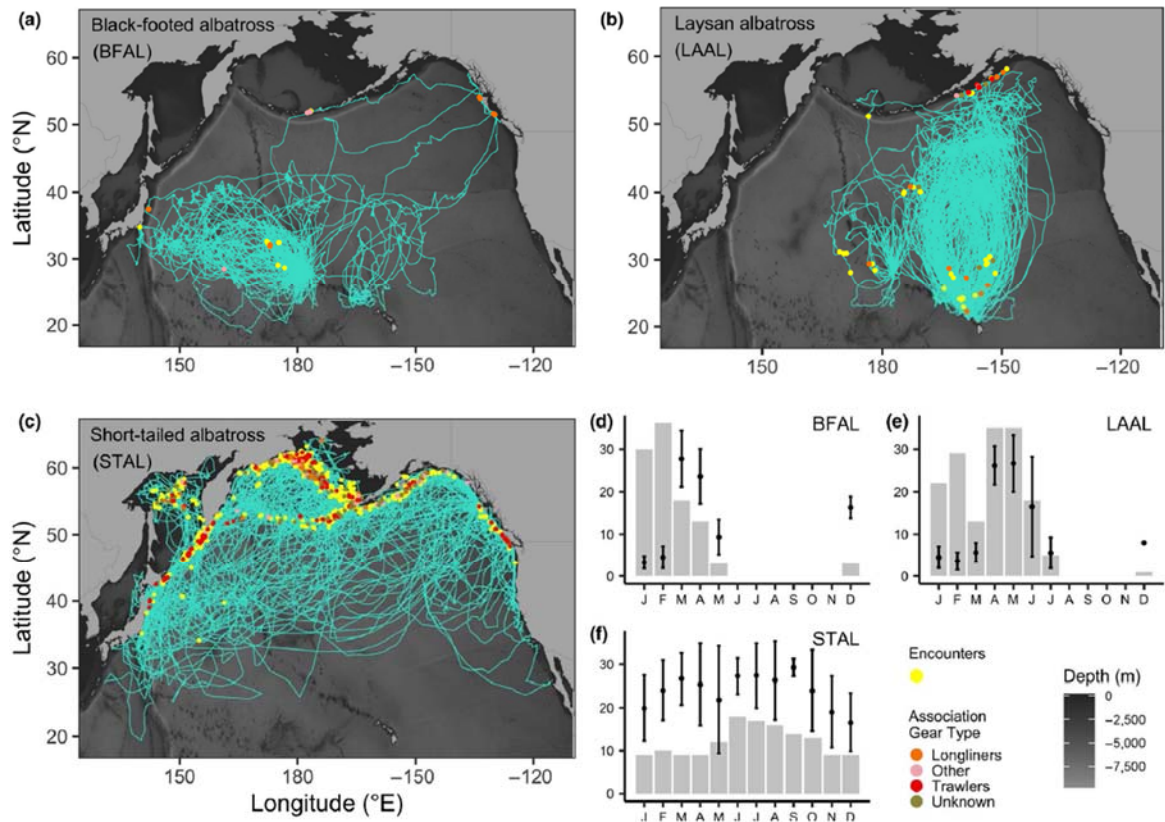 (a) Black-footed albatross
(BFAL)
60
50
40
30
20
Latitude (°N)
150 180 −150 −120
(b) Laysan albatross
(LAAL)
60
50
40
30
20
150 180 −150 −120
(c) Short-tailed albatross
(STAL)
60
50
40
30
20
Latitude (°N)
150 180 −150 −120
Longitude (°E)
(d) BFAL
30
20
10
0
J F M A M J J A S O N D
(e) LAAL
30
20
10
0
J F M A M J J A S O N D
(f) STAL
30
20
10
0
J F M A M J J A S O N D
Encounters
Association
Gear Type
Longliners
Other
Trawlers
Unknown
Depth (m)
0
−2,500
−5,000
−7,500